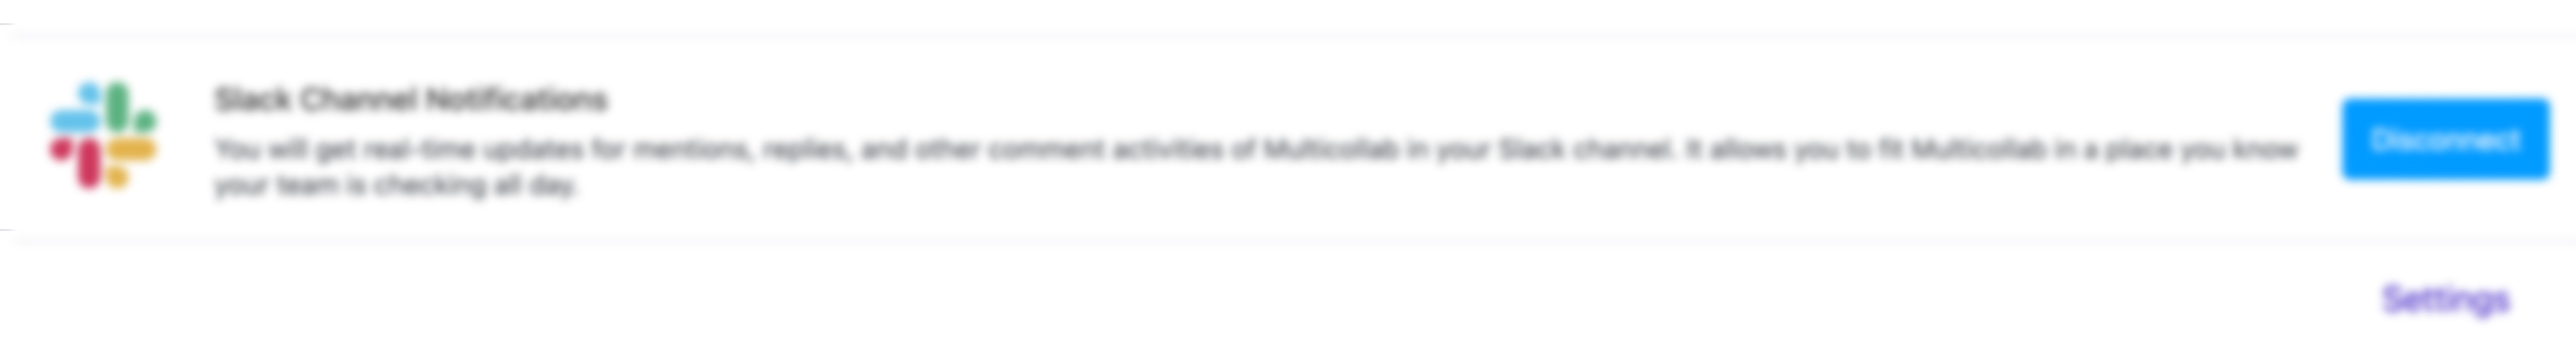 Slack Channel Notifications
You will get real-time updates for mentions, replies, and other comment activities of Multicollab in your Slack channel. It allows you to fit Multicollab in a place you know
your team is checking all day.
Disconnect
Settings